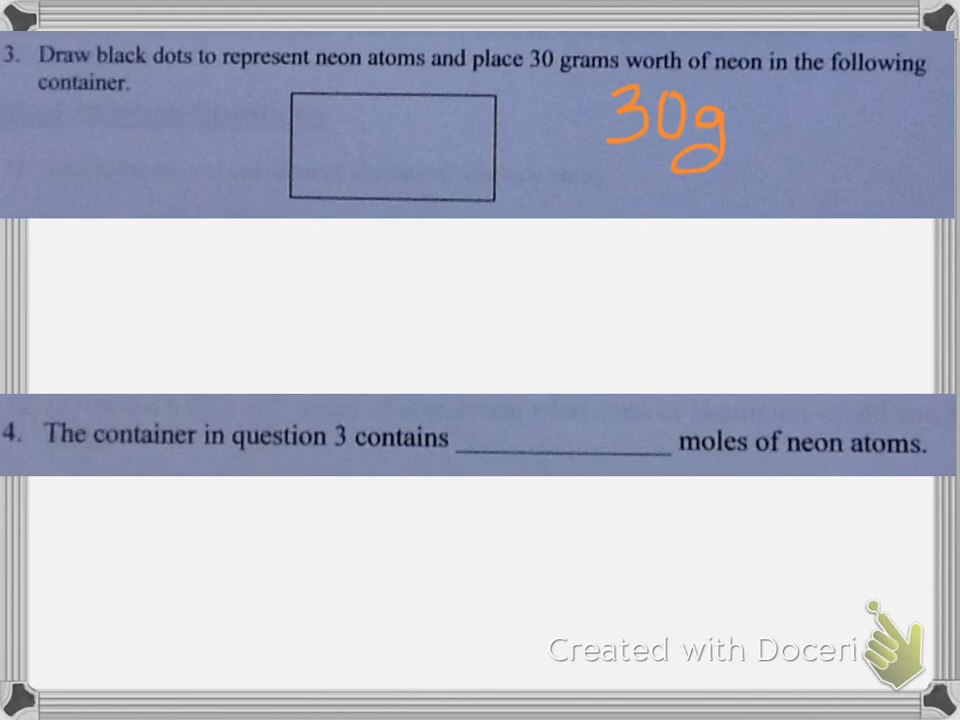 3. Draw black dots to represent neon atoms and place 30 grams worth of neon in the following
container.
30g
4. The container in question 3 contains ____________ moles of neon atoms.
Created with Doceri